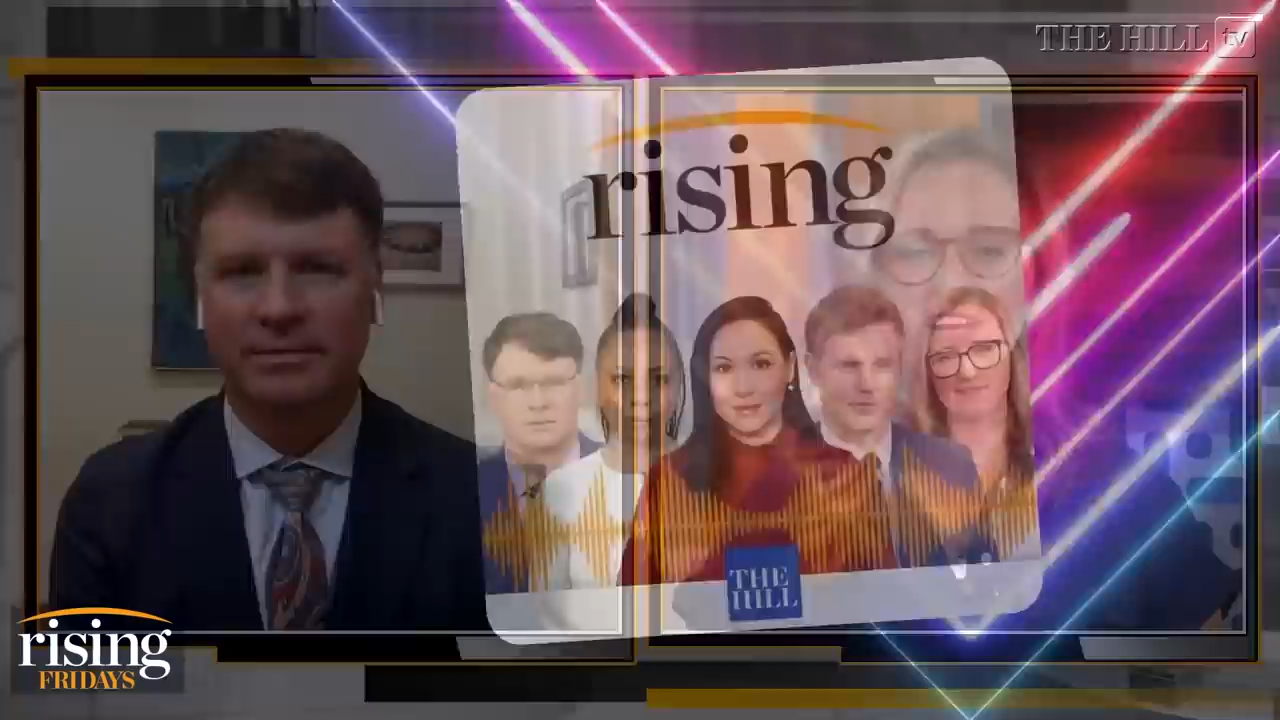 THE HILL tv
rising
THE
HILL
rising
FRIDAYS